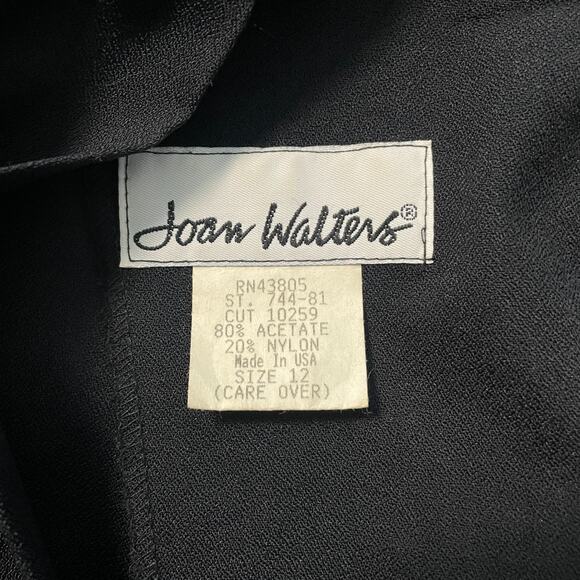 Joan Walters®
RN43805
ST. 744-81
CUT 10259
80% ACETATE
20% NYLON
Made In USA
SIZE 12
(CARE OVER)